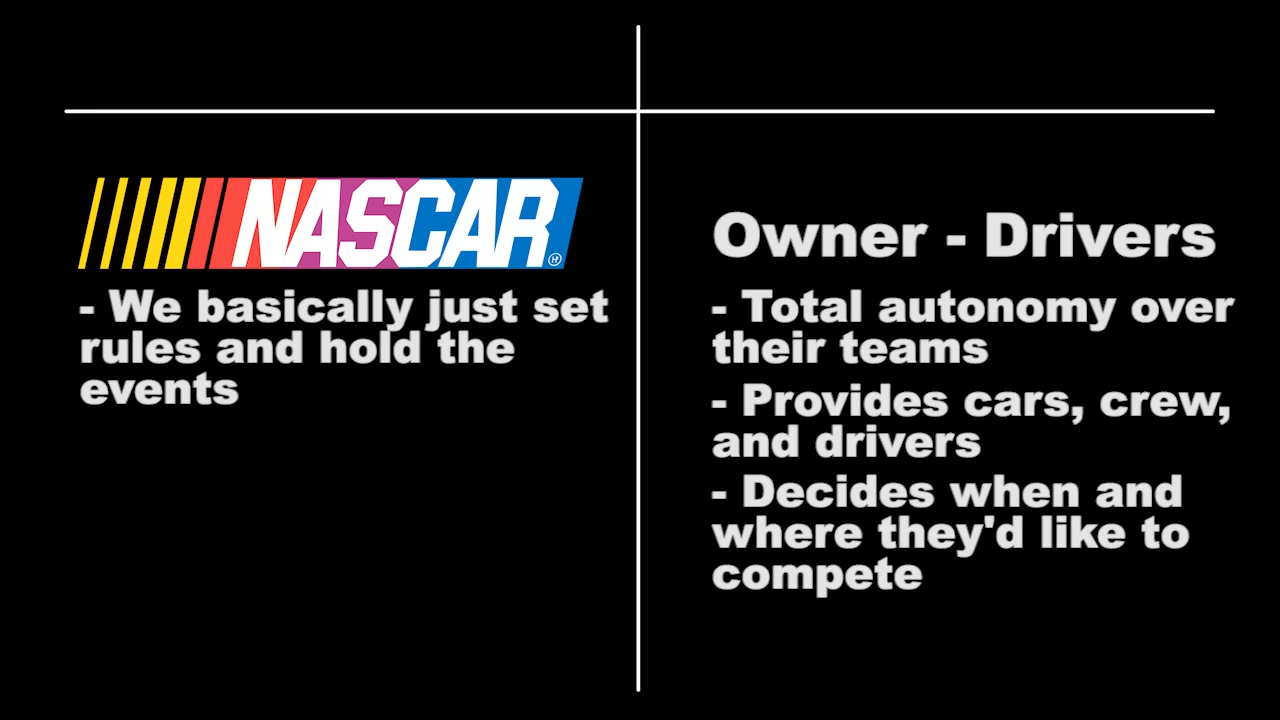 NASCAR
- We basically just set
rules and hold the
events
Owner - Drivers
- Total autonomy over
their teams
- Provides cars, crew,
and drivers
- Decides when and
where they'd like to
compete